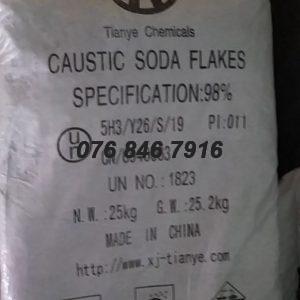 Tianye Chemicals
CAUSTIC SODA FLAKES
SPECIFICATION:98%
5H3/Y26/S/19 PI:011
un
076 846 7916
UN NO.: 1823
N.W.:25kg G.W.:25.2kg
MADE IN CHINA
http://www.xj-tianye.com